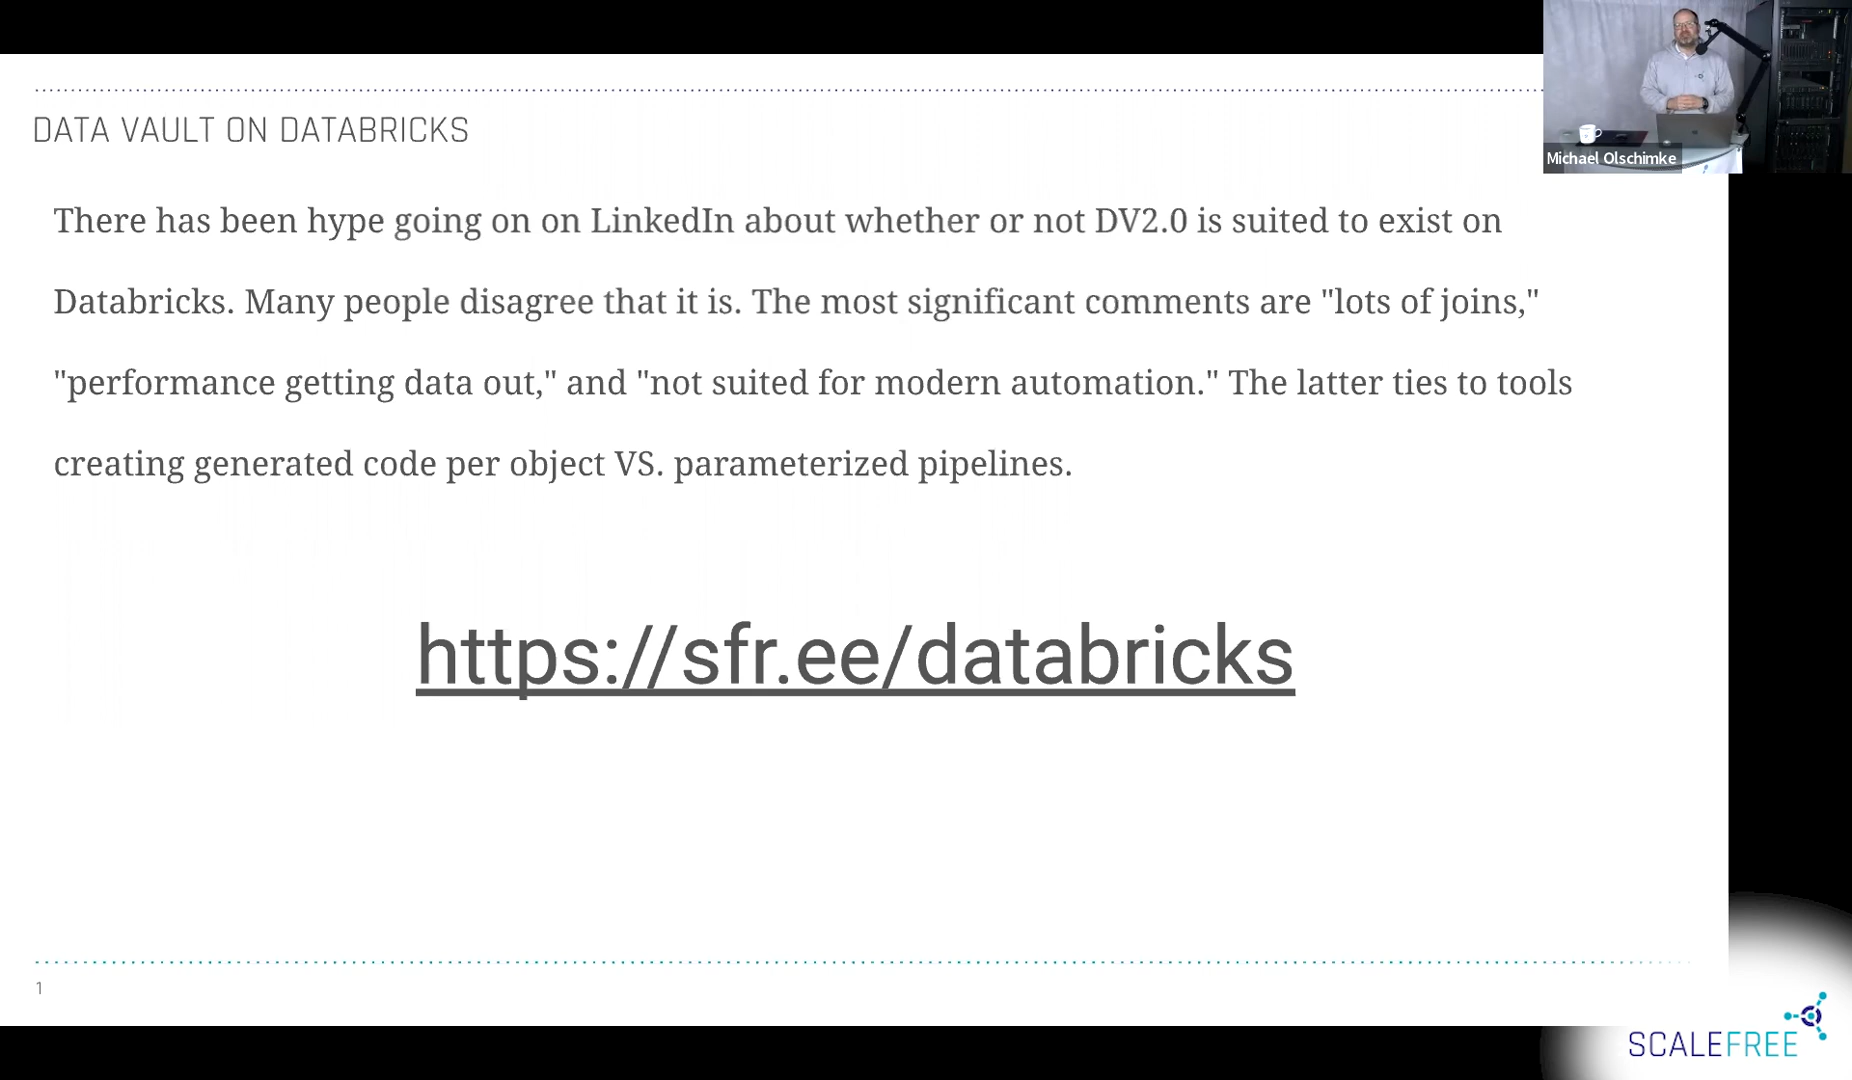 DATA VAULT ON DATABRICKS
Michael Olschimke
There has been hype going on on LinkedIn about whether or not DV2.0 is suited to exist on
Databricks. Many people disagree that it is. The most significant comments are "lots of joins,"
"performance getting data out," and "not suited for modern automation." The latter ties to tools
creating generated code per object VS. parameterized pipelines.
https://sfr.ee/databricks
1
SCALEFREE